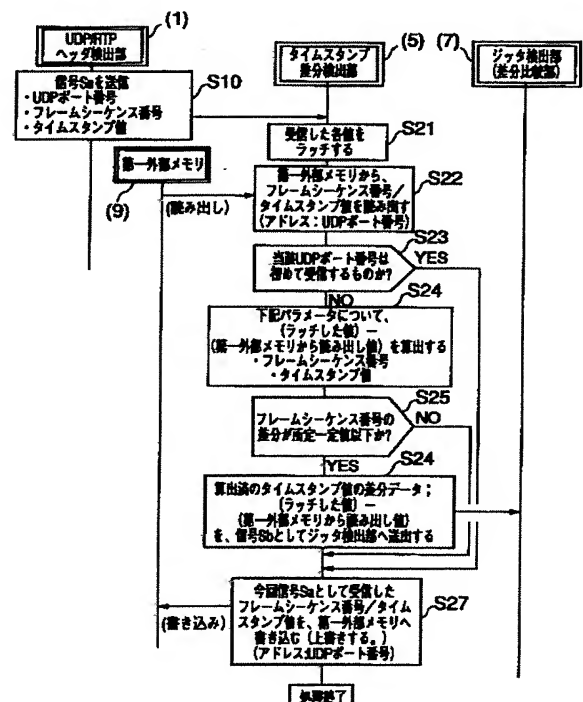 (1)
UDP/RTP
ヘッダ検出部
(5)
タイムスタンプ
差分検出部
(7)
ジッタ検出部
(差分比較部)
S10
信号Saを送信
・UDPポート番号
・フレームシーケンス番号
・タイムスタンプ値
S21
受信した各値を
ラッチする
第一外部メモリ
(9)
(読み出し)
S22
第一外部メモリから、
フレームシーケンス番号/
タイムスタンプ値を読み出す
(アドレス:UDPポート番号)
S23
当該UDPポート番号は
初めて受信するものか?
YES
NO
S24
下記パラメータについて、
(ラッチした値)−
(第一外部メモリから読み出し値)を算出する
・フレームシーケンス番号
・タイムスタンプ値
S25
フレームシーケンス番号の
差分が所定一定値以下か?
NO
YES
S24
算出済のタイムスタンプ値の差分データ;
(ラッチした値)−
(第一外部メモリから読み出し値)
を、信号Sbとしてジッタ検出部へ送出する
S27
今回信号Saとして受信した
フレームシーケンス番号/タイム
スタンプ値を、第一外部メモリへ
書き込む(上書きする。)
(アドレス:UDPポート番号)
(書き込み)
処理終了